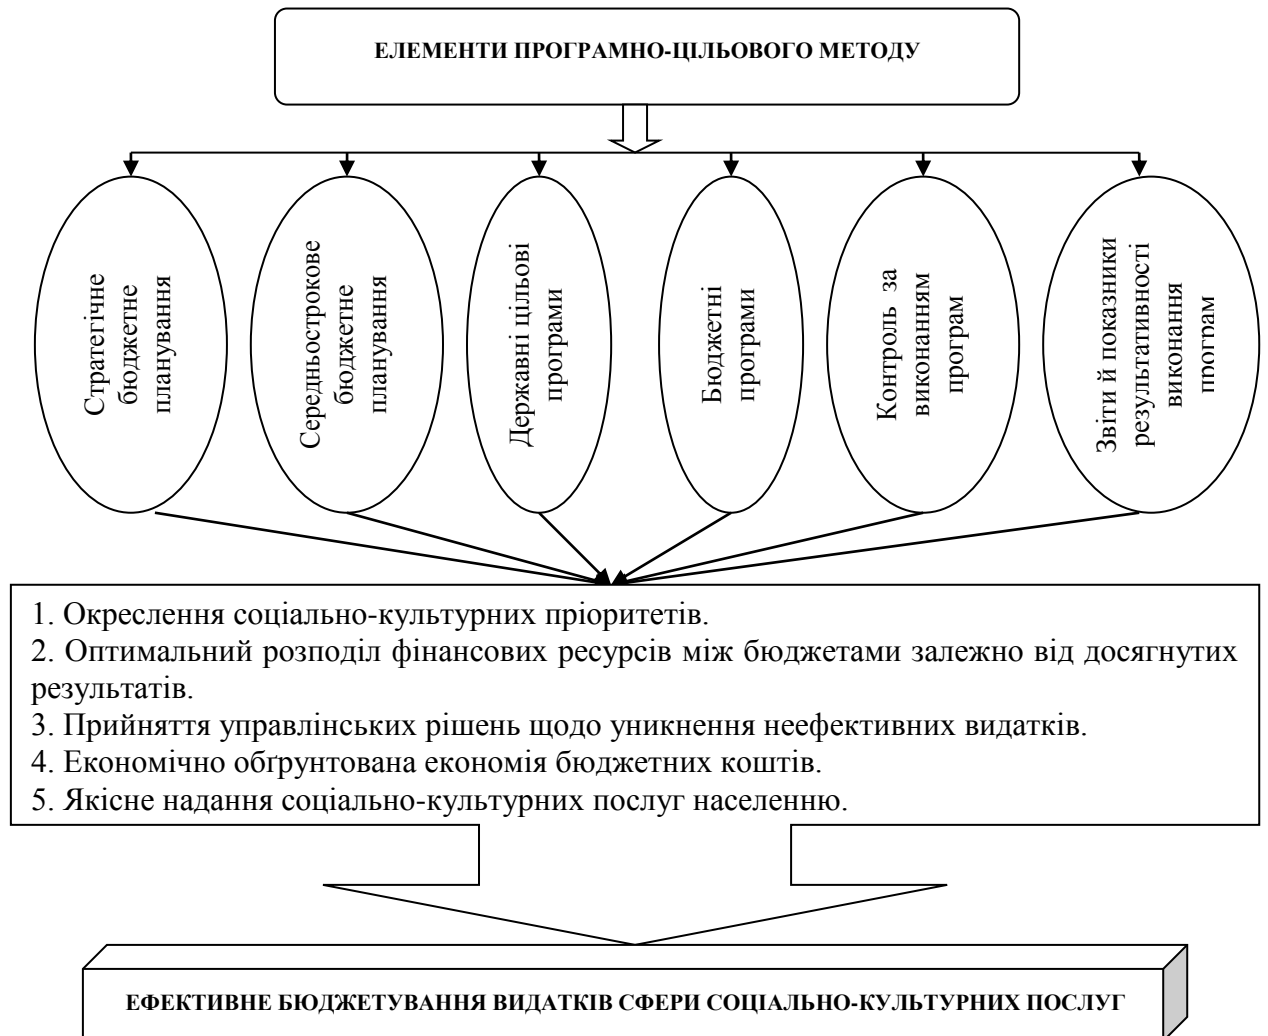 ЕЛЕМЕНТИ ПРОГРАМНО-ЦІЛЬОВОГО МЕТОДУ
Стратегічне
бюджетне
планування
Середньострокове
бюджетне
планування
Державні цільові
програми
Бюджетні
програми
Контроль за
виконанням
програм
Звіти й показники
результативності
виконання
програм
1. Окреслення соціально-культурних пріоритетів.
2. Оптимальний розподіл фінансових ресурсів між бюджетами залежно від досягнутих
результатів.
3. Прийняття управлінських рішень щодо уникнення неефективних видатків.
4. Економічно обґрунтована економія бюджетних коштів.
5. Якісне надання соціально-культурних послуг населенню.
ЕФЕКТИВНЕ БЮДЖЕТУВАННЯ ВИДАТКІВ СФЕРИ СОЦІАЛЬНО-КУЛЬТУРНИХ ПОСЛУГ